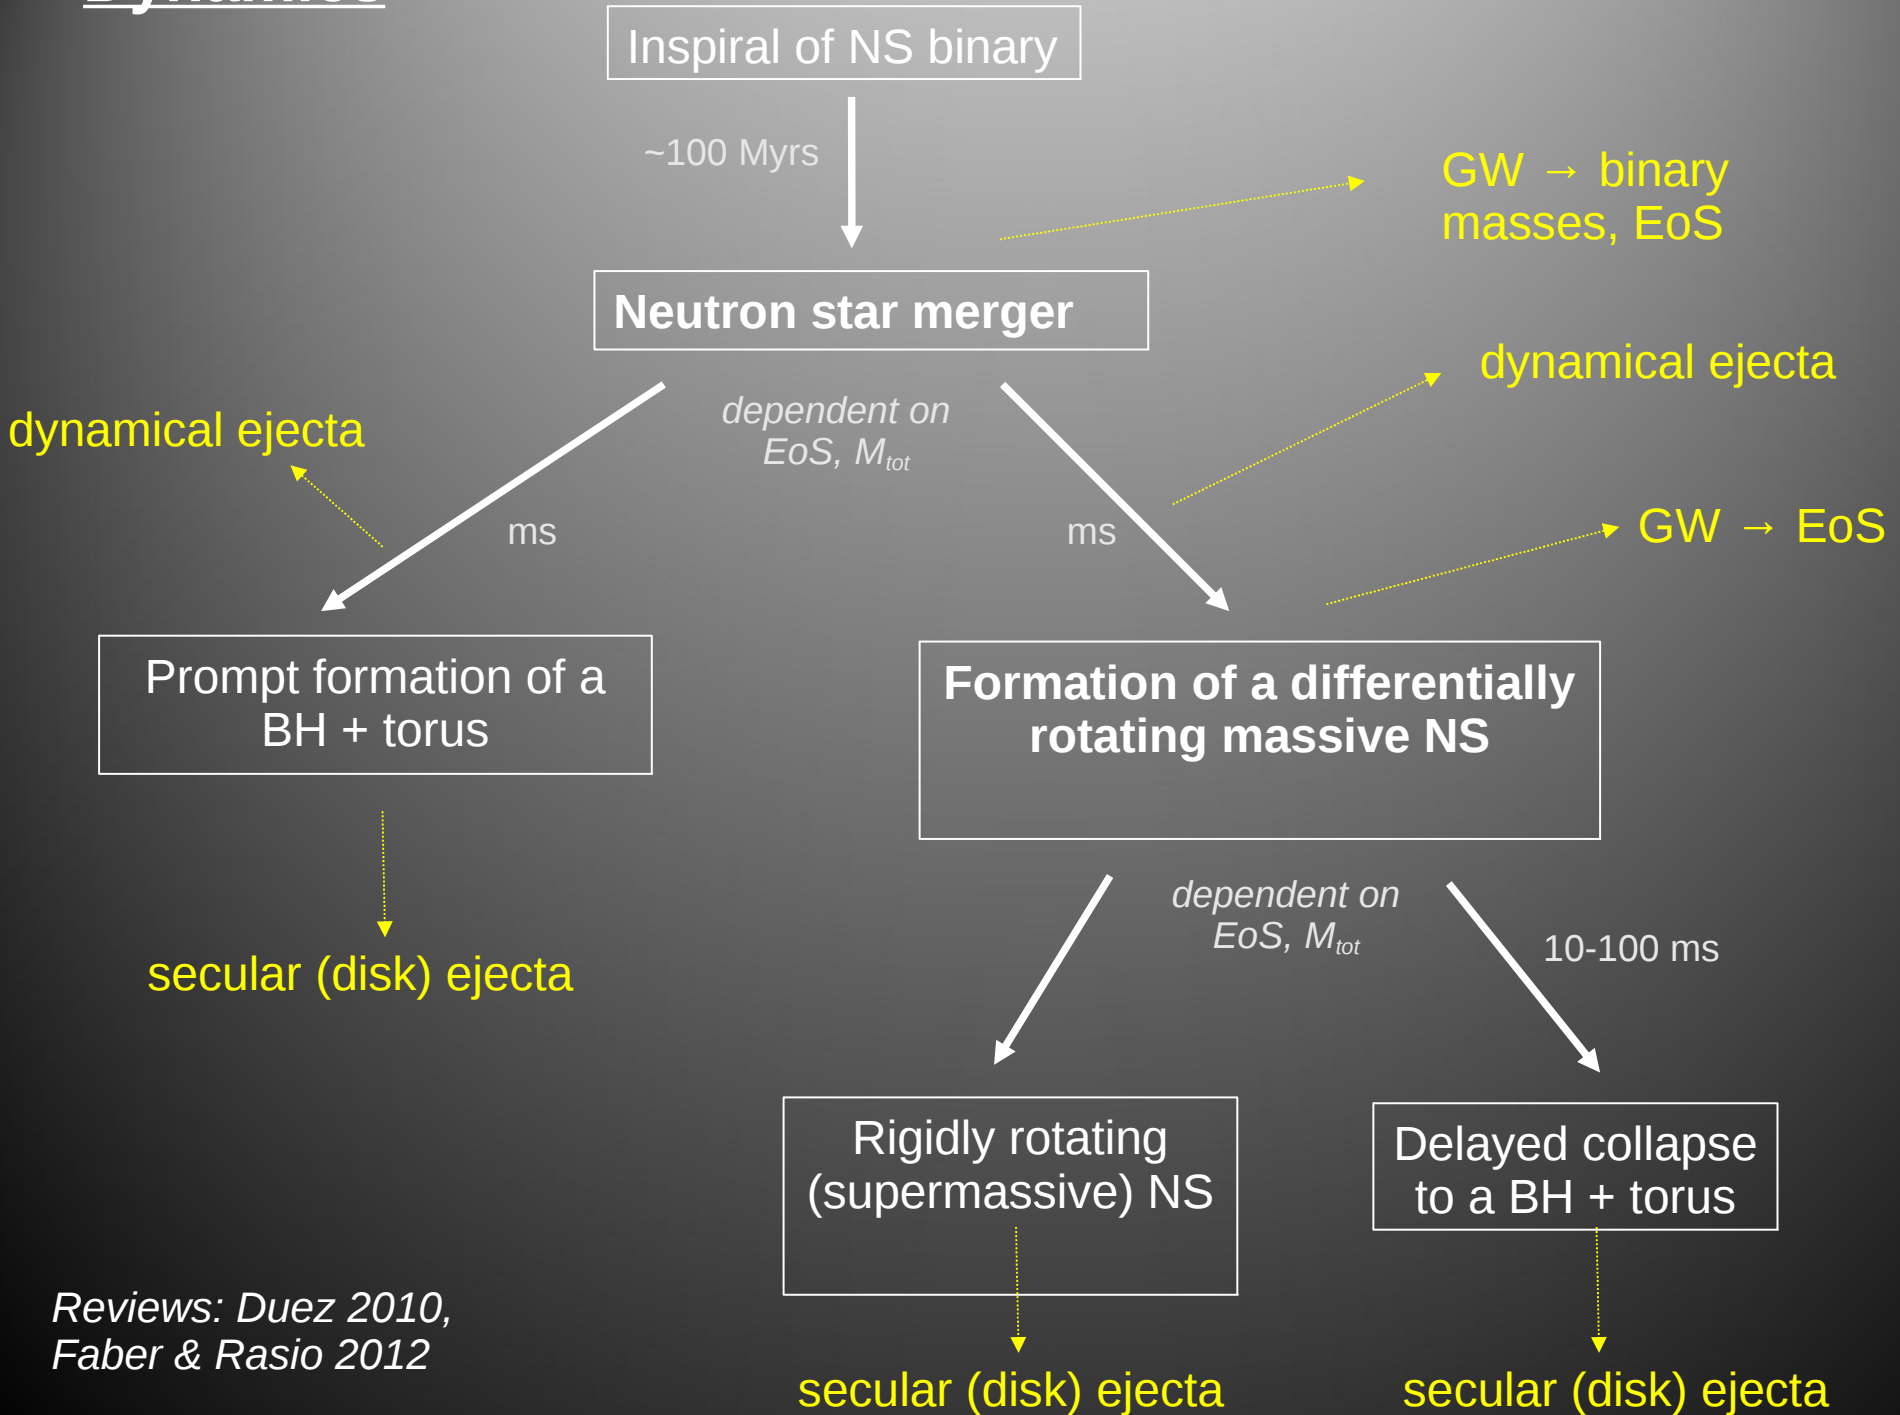 Dynamics
Inspiral of NS binary
~100 Myrs
GW → binary
masses, EoS
Neutron star merger
dynamical ejecta
dynamical ejecta
dependent on
EoS, Mtot
ms
ms
GW → EoS
Prompt formation of a
BH + torus
Formation of a differentially
rotating massive NS
dependent on
EoS, Mtot
10-100 ms
secular (disk) ejecta
Rigidly rotating
(supermassive) NS
Delayed collapse
to a BH + torus
Reviews: Duez 2010,
Faber & Rasio 2012
secular (disk) ejecta
secular (disk) ejecta